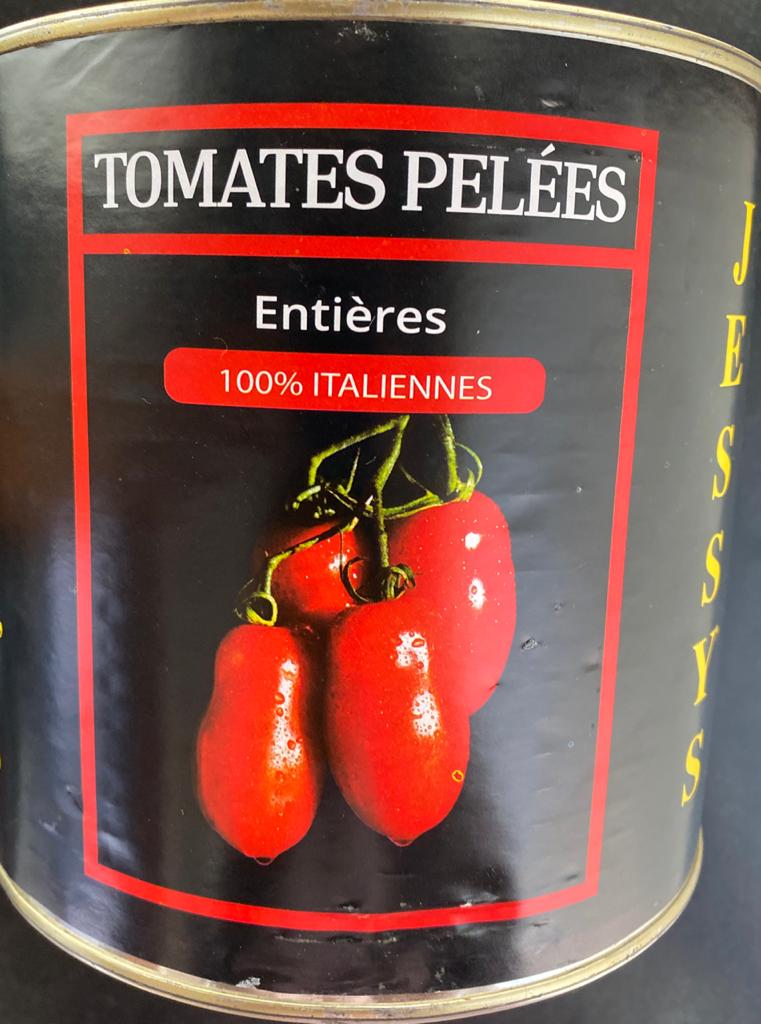 TOMATES PELÉES
Entières
100% ITALIENNES
JESSYS